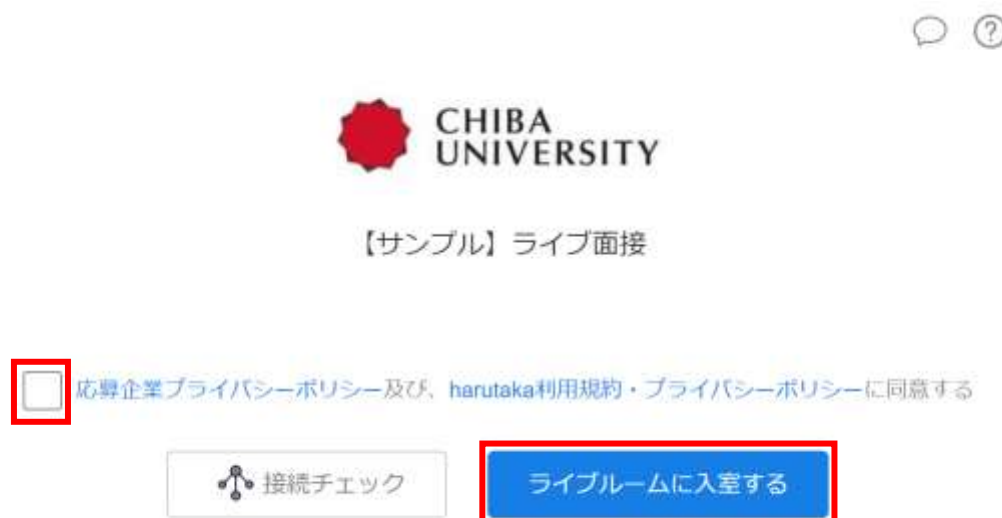 ?
CHIBA
UNIVERSITY
【サンプル】ライブ面接
応募企業プライバシーポリシー及び、harutaka利用規約・プライバシーポリシーに同意する
接続チェック
ライブルームに入室する